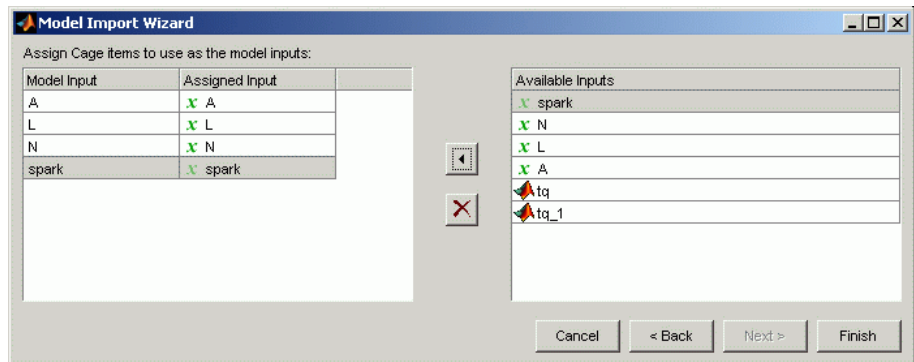 Model Import Wizard
Assign Cage items to use as the model inputs:
Model Input Assigned Input
A x A
L x L
N x N
spark x spark
Available Inputs
x spark
x N
x L
x A
tq
tq_1
Cancel < Back Next > Finish